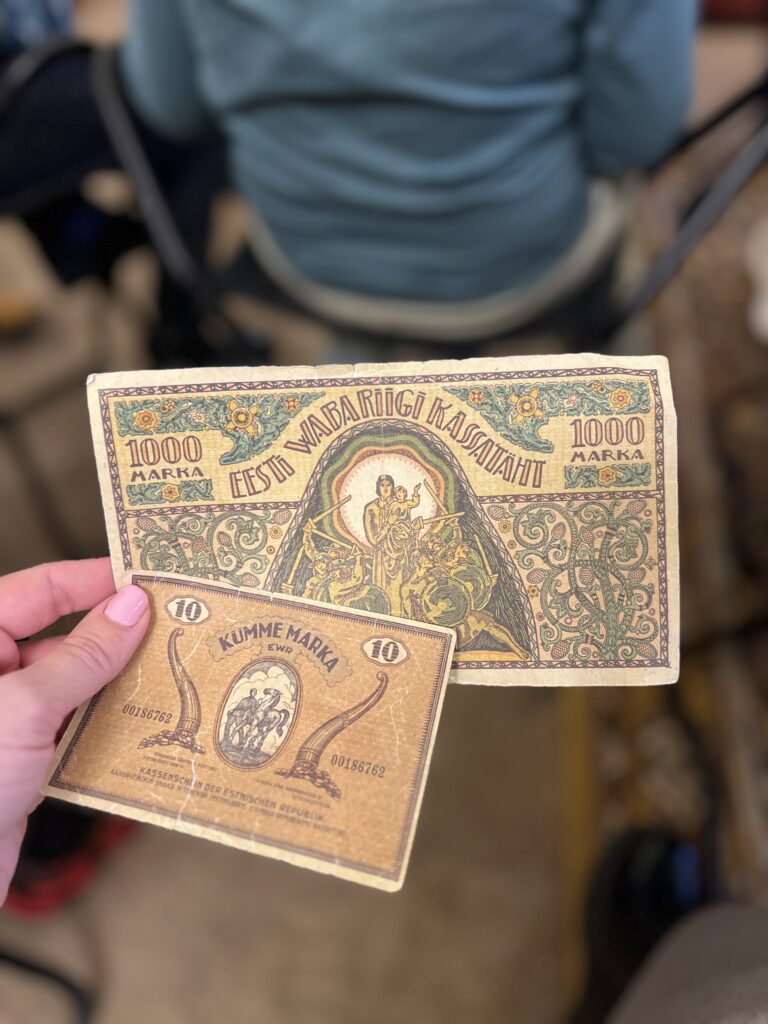 EESTI WABARIIGI KASSATÄHT
1000
MARKA
1000
MARKA
10
KÜMME MARKA
EWR
10
00186762
00186762
KASSENSCHEIN DER ESTNISCHEN REPUBLIK